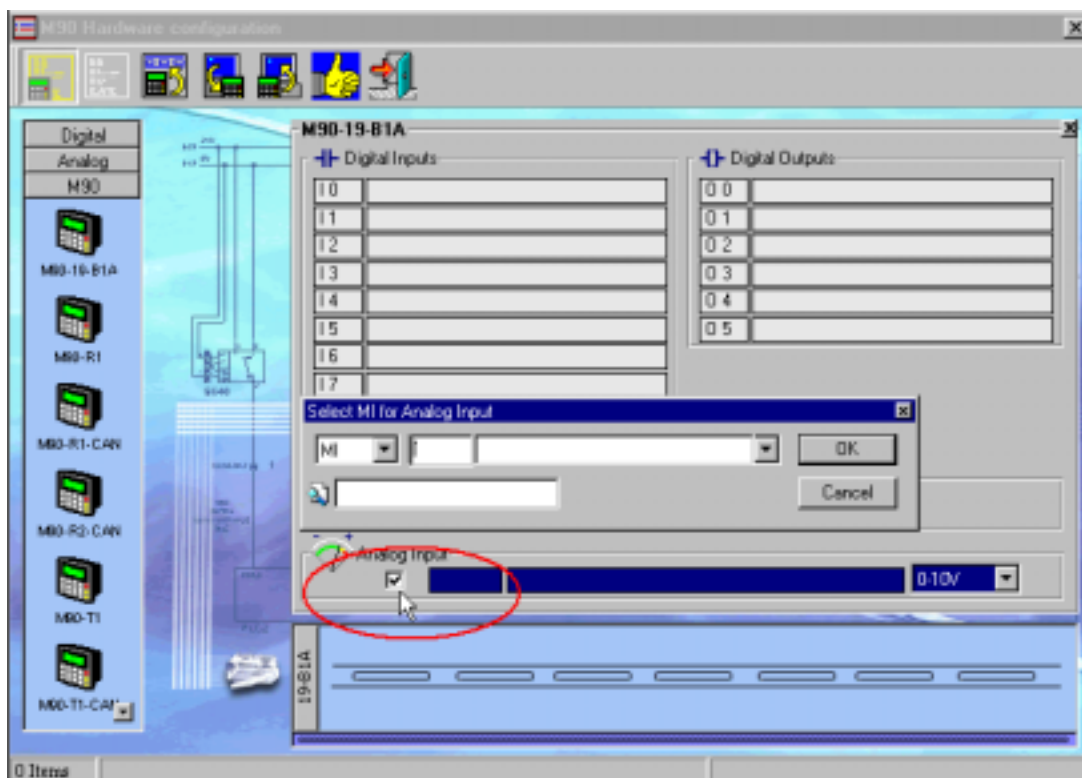 M90 Hardware configuration
Digital
Analog
M90
M90-19-B1A
M90-R1
M90-R1-CAN
M90-R2-CAN
M90-T1
M90-T1-CAN
M90-19-B1A
Digital Inputs
I 0
I 1
I 2
I 3
I 4
I 5
I 6
I 7
Digital Outputs
O 0
O 1
O 2
O 3
O 4
O 5
Select MI for Analog Input
MI
OK
Cancel
Analog Input
0-10V
19-B1A
0 Items